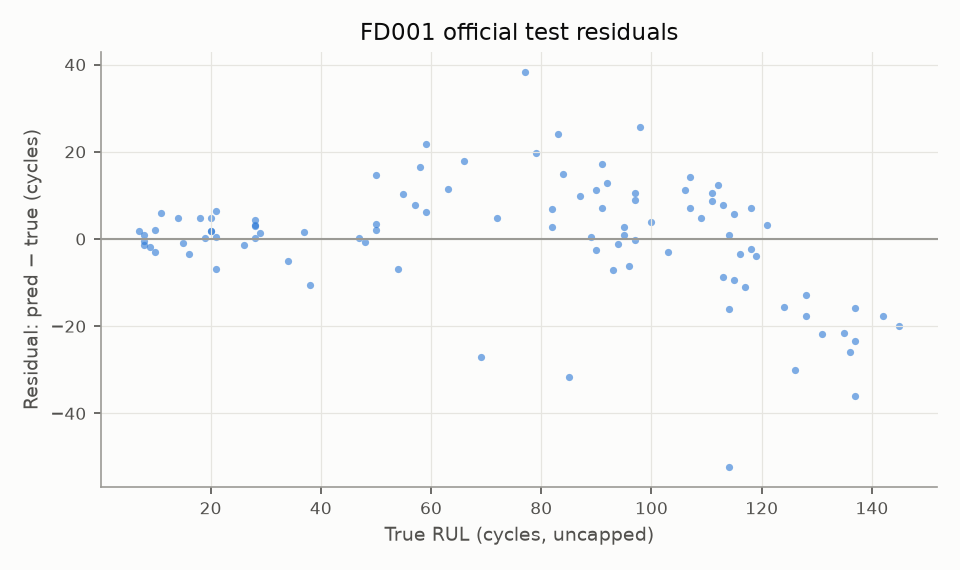 FD001 official test residuals
Residual: pred − true (cycles)
40
20
0
−20
−40
20 40 60 80 100 120 140
True RUL (cycles, uncapped)